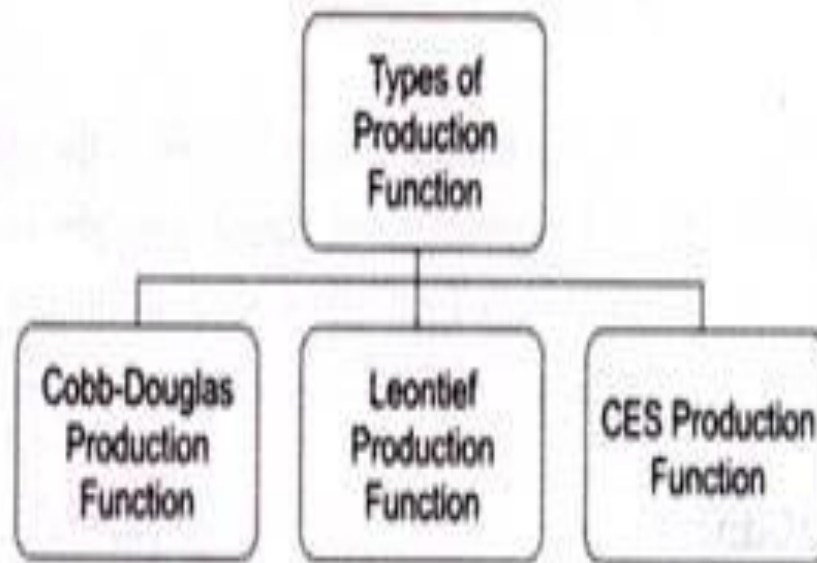 Types of
Production
Function
Cobb-Douglas
Production
Function
Leontief
Production
Function
CES Production
Function